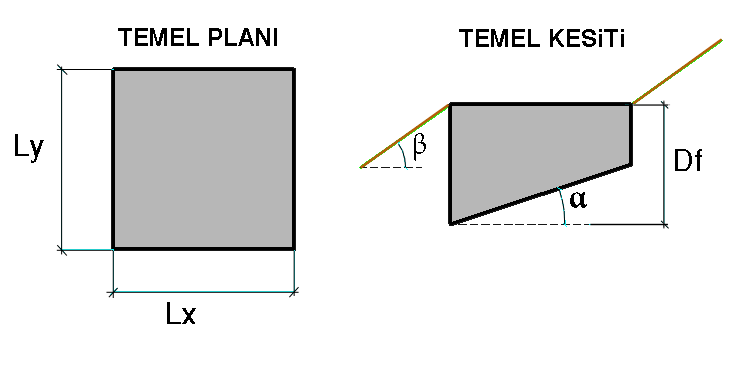 TEMEL PLANI
TEMEL KESiTi
Ly
β
Df
α
Lx